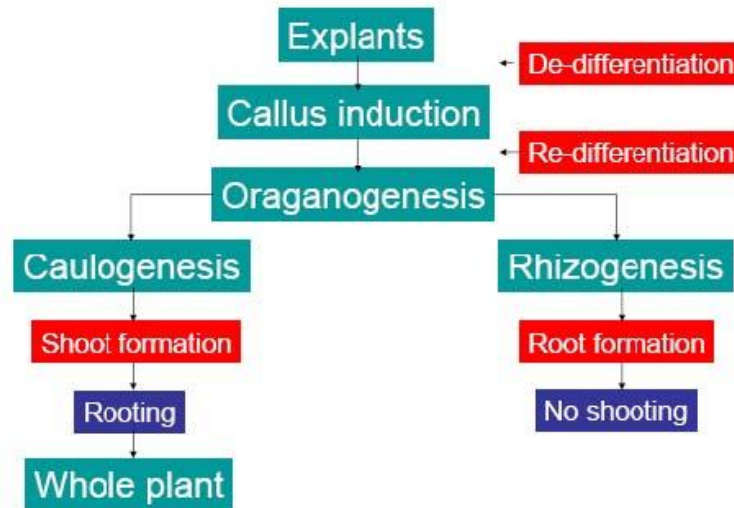 Explants
De-differentiation
Callus induction
Re-differentiation
Oraganogenesis
Caulogenesis
Rhizogenesis
Shoot formation
Root formation
Rooting
No shooting
Whole plant